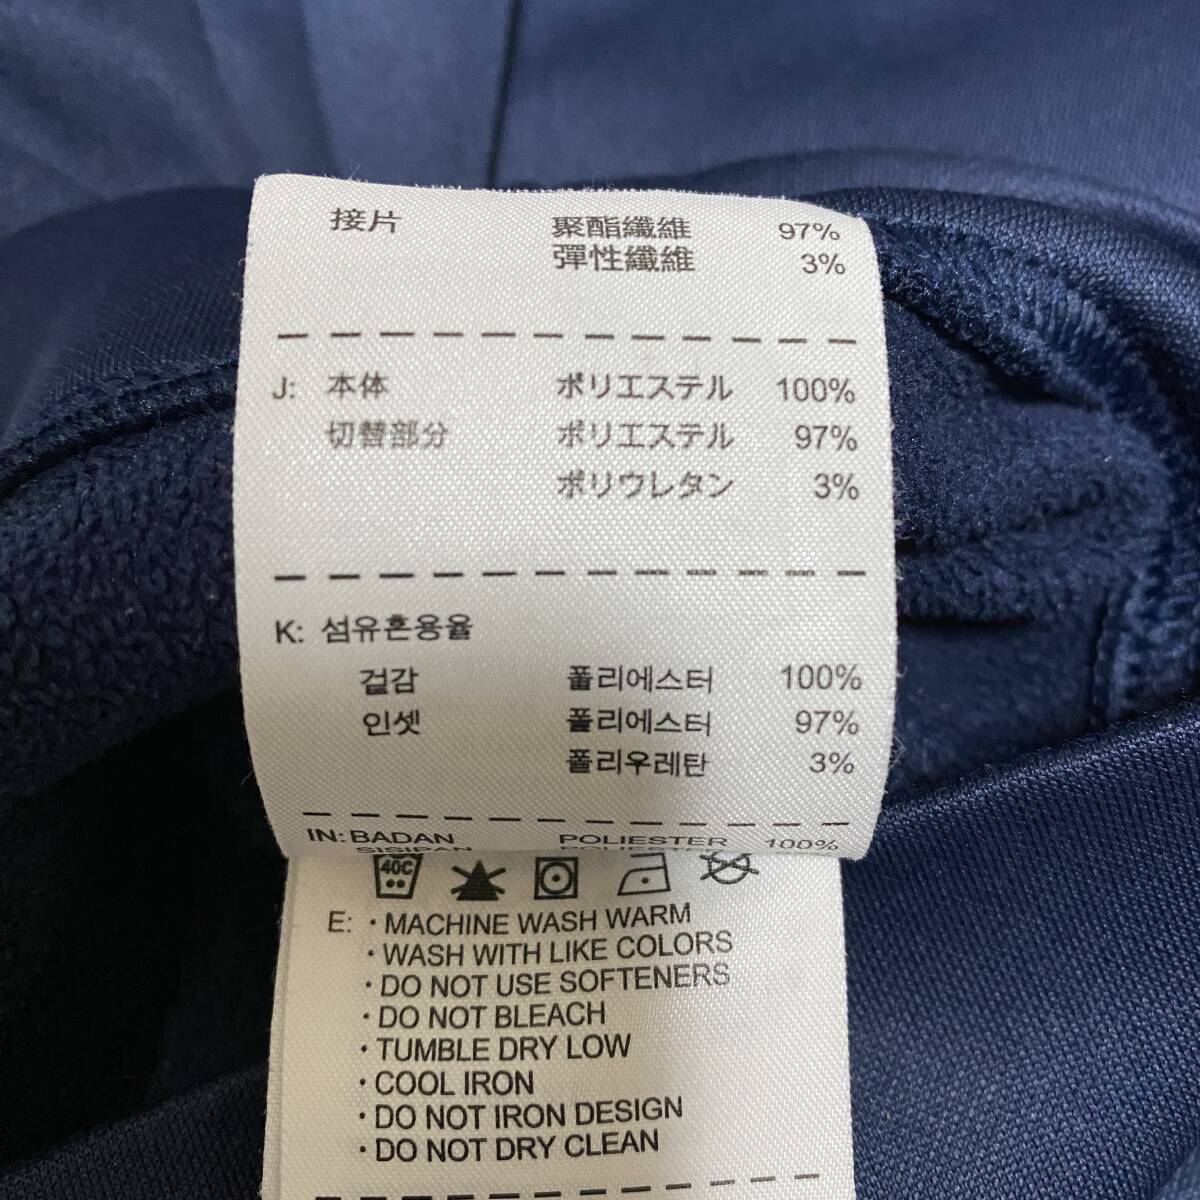 接片 聚酯纖維 97%
彈性纖維 3%
J: 本体 ポリエステル 100%
切替部分 ポリエステル 97%
ポリウレタン 3%
K: 섬유혼용율
겉감 폴리에스터 100%
인셋 폴리에스터 97%
폴리우레탄 3%
IN: BADAN POLIESTER 100%
SISIPAN POLIESTER
40C
E: · MACHINE WASH WARM
· WASH WITH LIKE COLORS
· DO NOT USE SOFTENERS
· DO NOT BLEACH
· TUMBLE DRY LOW
· COOL IRON
· DO NOT IRON DESIGN
· DO NOT DRY CLEAN